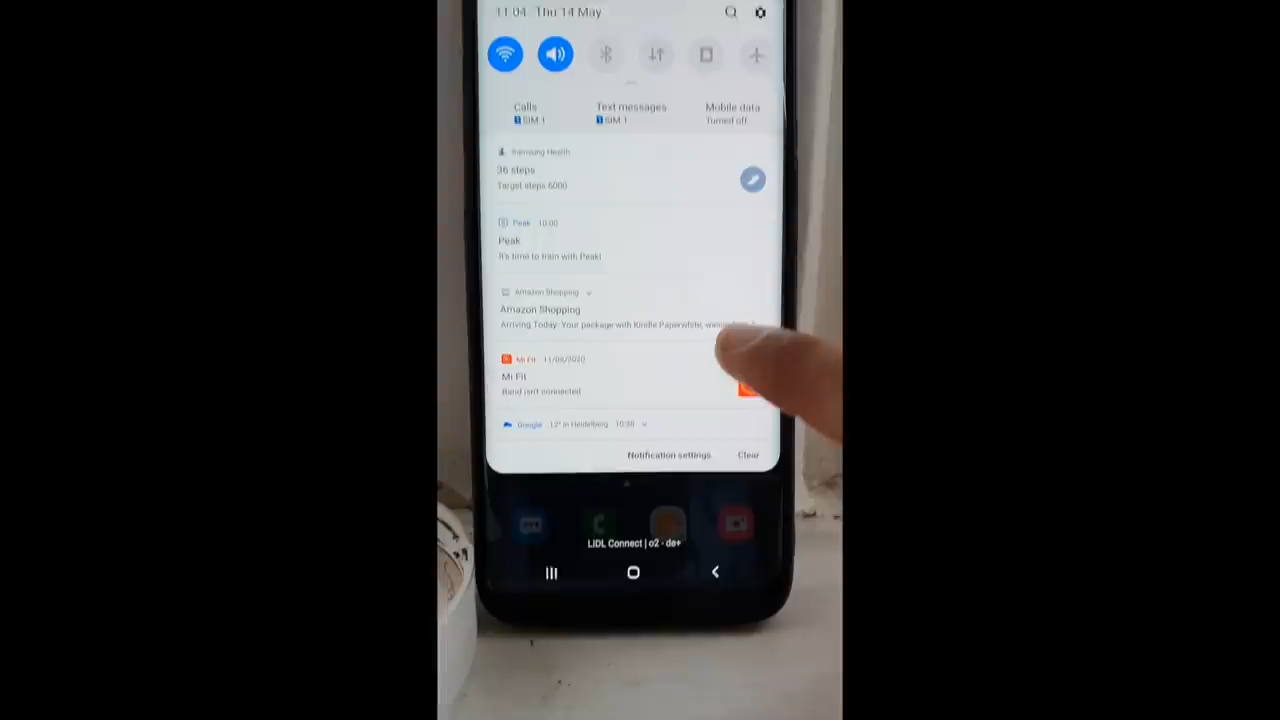 11:04 Thu 14 May
Calls
SIM 1
Text messages
SIM 1
Mobile data
Turned off
Samsung Health
36 steps
Target steps 6000
Peak 10:00
Peak
It's time to train with Peak!
Amazon Shopping
Amazon Shopping
Arriving Today: Your package with Kindle Paperwhite,
Mi Fit
Mi Fit
Band isn't connected
Google 12° in Heidelberg 10:38
Notification settings Clear
LIDL Connect | o2 - de+